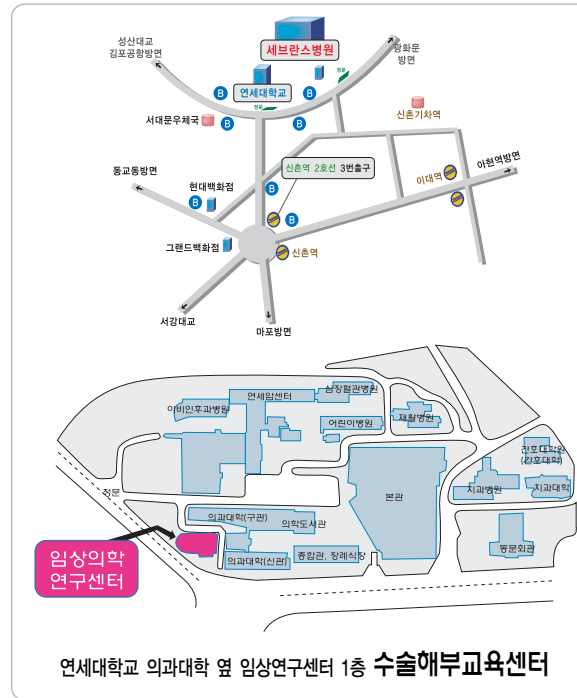 성산대교
김포공항방면
세브란스병원
광화문
방면
정문
연세대학교
B
B
정문
서대문우체국
B
B
신촌기차역
동교동방면
현대백화점
신촌역 2호선 3번출구
이대역
아현역방면
B
B
B
그랜드백화점
신촌역
서강대교
마포방면
연세암센터
심장혈관병원
이비인후과병원
어린이병원
재활병원
간호대학원
(간호대학)
정문
본관
치과병원
치과대학
의과대학(구관)
의학도서관
임상의학
연구센터
의과대학(신관)
종합관, 장례식장
동문회관
연세대학교 의과대학 옆 임상연구센터 1층 수술해부교육센터